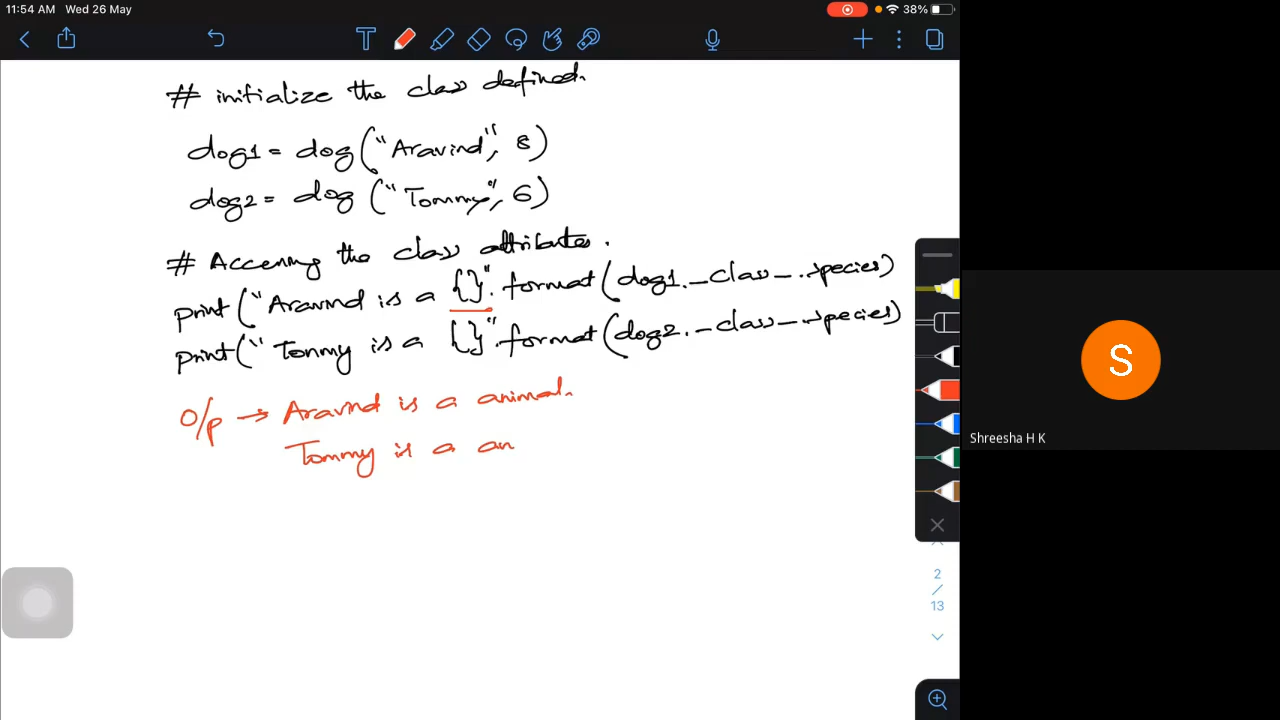 11:54 AM Wed 26 May
38%
# initialize the class defined.
dog1 = dog("Aravind", 8)
dog2 = dog ("Tommy", 6)
# Accessing the class attributes.
print("Aravind is a {}".format(dog1.__class__.species)
print("Tommy is a {}".format(dog2.__class__.species)
O/p → Aravind is a animal.
Tommy is a an
2
/
13
S
Shreesha H K